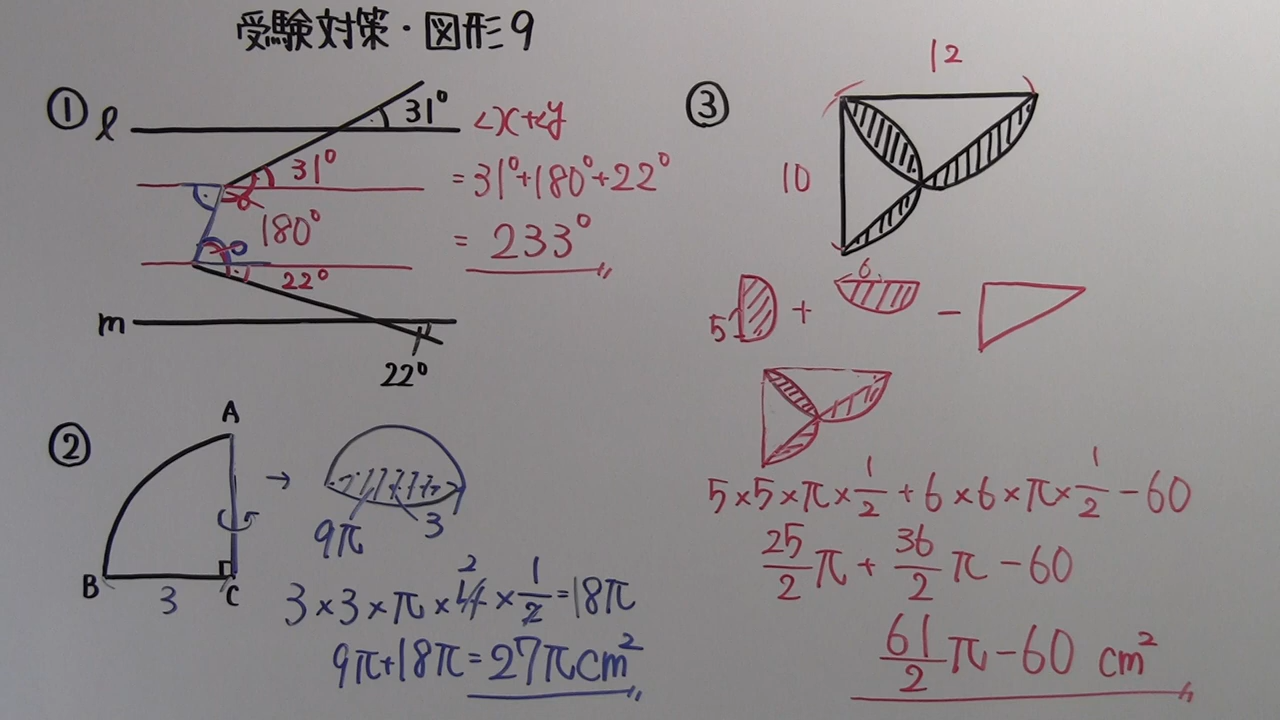 受験対策・図形9
① ℓ
31°
31°
180°
22°
m
22°
∠x+∠y
=31°+180°+22°
= 233°
②
A
B
3
C
→
9π
3
3×3×π×4×1/2=18π
2
9π+18π=27πcm²
③
12
10
5
+
6
−
5×5×π×1/2+6×6×π×1/2−60
25/2π+36/2π−60
61/2π−60 cm²